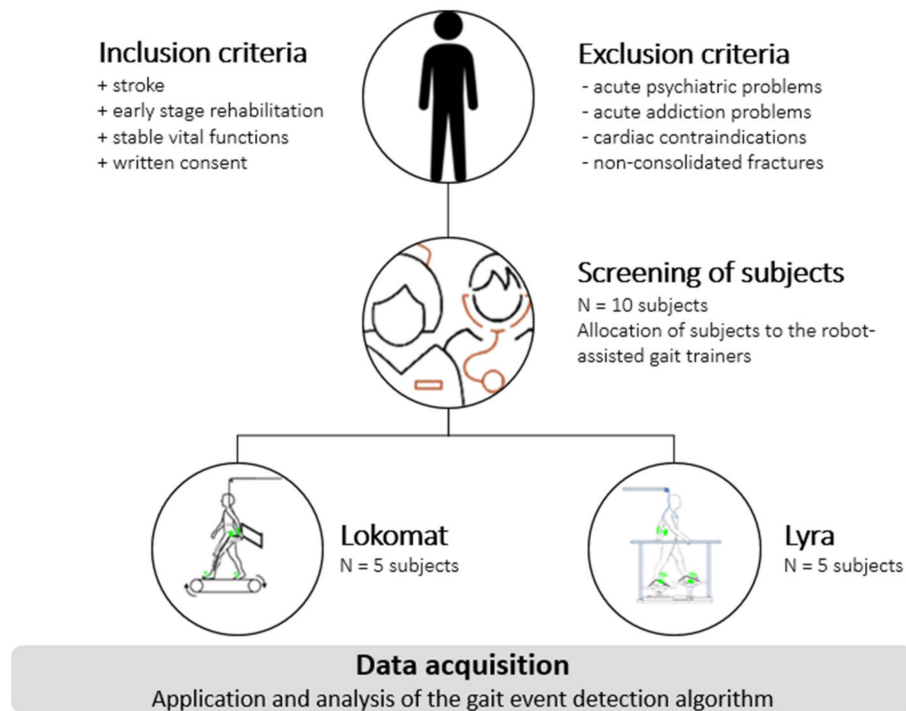 Inclusion criteria
+ stroke
+ early stage rehabilitation
+ stable vital functions
+ written consent
Exclusion criteria
- acute psychiatric problems
- acute addiction problems
- cardiac contraindications
- non-consolidated fractures
Screening of subjects
N = 10 subjects
Allocation of subjects to the robot-
assisted gait trainers
Lokomat
N = 5 subjects
Lyra
N = 5 subjects
Data acquisition
Application and analysis of the gait event detection algorithm